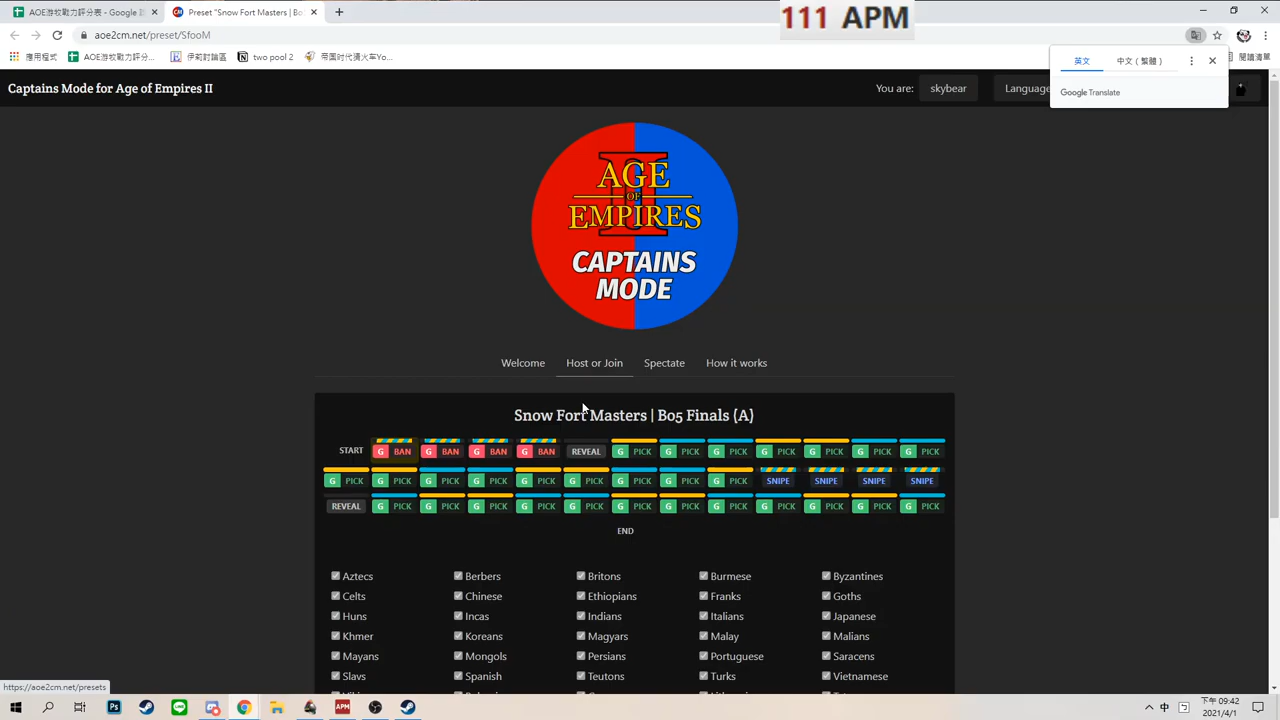 111 APM
AOE游牧戰力評分表 - Google 試
Preset "Snow Fort Masters | Bo5
aoe2cm.net/preset/SfooM
應用程式 AOE游牧戰力評分... 伊莉討論區 two pool 2 帝国时代烧火车Yo... 閱讀清單
英文 中文 (繁體)
Google Translate
Captains Mode for Age of Empires II You are: skybear Language
AGE
OF
EMPIRES
CAPTAINS
MODE
Welcome Host or Join Spectate How it works
Snow Fort Masters | Bo5 Finals (A)
START G BAN G BAN G BAN G BAN REVEAL G PICK G PICK G PICK G PICK G PICK G PICK G PICK
G PICK G PICK G PICK G PICK G PICK G PICK G PICK G PICK G PICK SNIPE SNIPE SNIPE SNIPE
REVEAL G PICK G PICK G PICK G PICK G PICK G PICK G PICK G PICK G PICK G PICK G PICK G PICK
END
Aztecs Berbers Britons Burmese Byzantines
Celts Chinese Ethiopians Franks Goths
Huns Incas Indians Italians Japanese
Khmer Koreans Magyars Malay Malians
Mayans Mongols Persians Portuguese Saracens
Slavs Spanish Teutons Turks Vietnamese
https://aoe2cm.net/presets
APM 中 下午 09:42
2021/4/1